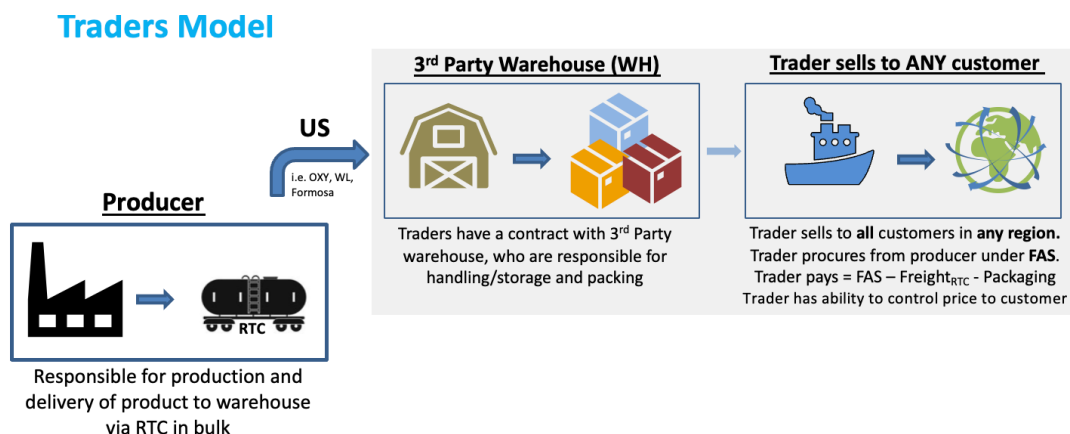 Traders Model
Producer
RTC
Responsible for production and
delivery of product to warehouse
via RTC in bulk
US
i.e. OXY, WL,
Formosa
3rd Party Warehouse (WH)
Traders have a contract with 3rd Party
warehouse, who are responsible for
handling/storage and packing
Trader sells to ANY customer
Trader sells to all customers in any region.
Trader procures from producer under FAS.
Trader pays = FAS – FreightRTC - Packaging
Trader has ability to control price to customer